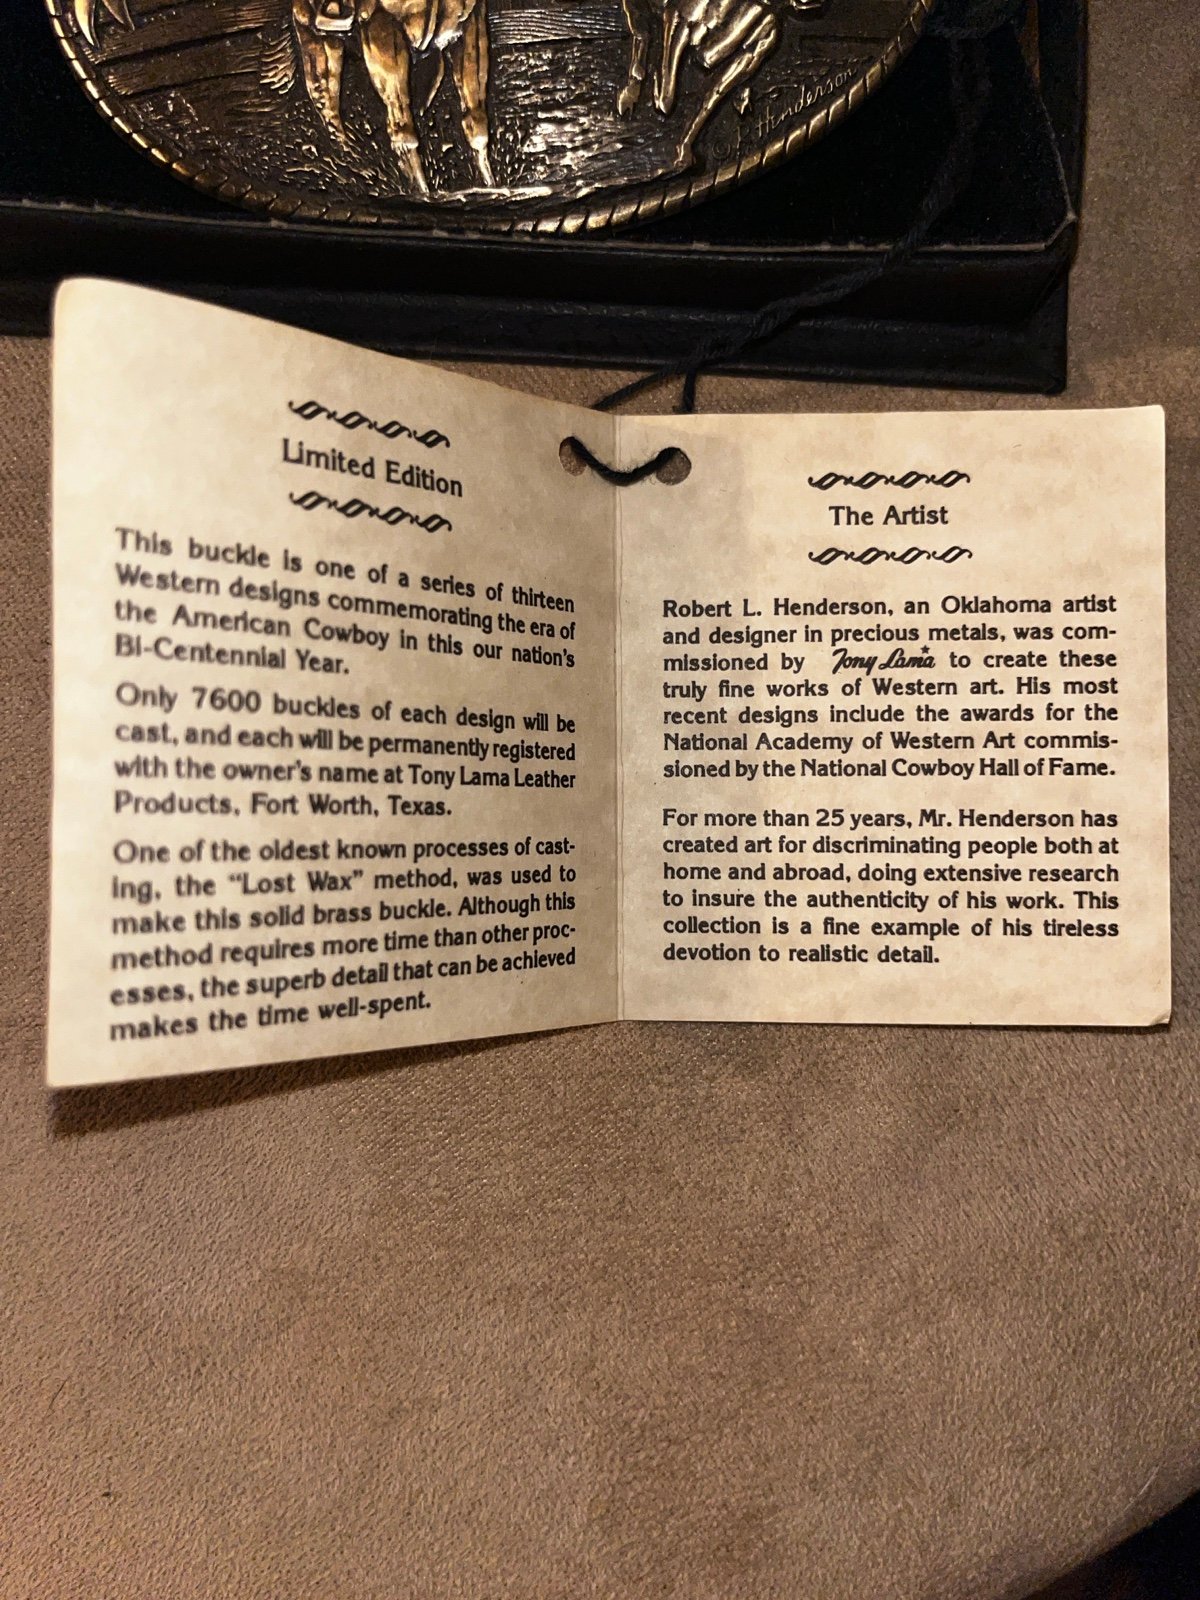 © R Henderson
Limited Edition
This buckle is one of a series of thirteen
Western designs commemorating the era of
the American Cowboy in this our nation's
Bi-Centennial Year.
Only 7600 buckles of each design will be
cast, and each will be permanently registered
with the owner's name at Tony Lama Leather
Products, Fort Worth, Texas.
One of the oldest known processes of cast-
ing, the "Lost Wax" method, was used to
make this solid brass buckle. Although this
method requires more time than other proc-
esses, the superb detail that can be achieved
makes the time well-spent.
The Artist
Robert L. Henderson, an Oklahoma artist
and designer in precious metals, was com-
missioned by Tony Lama to create these
truly fine works of Western art. His most
recent designs include the awards for the
National Academy of Western Art commis-
sioned by the National Cowboy Hall of Fame.
For more than 25 years, Mr. Henderson has
created art for discriminating people both at
home and abroad, doing extensive research
to insure the authenticity of his work. This
collection is a fine example of his tireless
devotion to realistic detail.